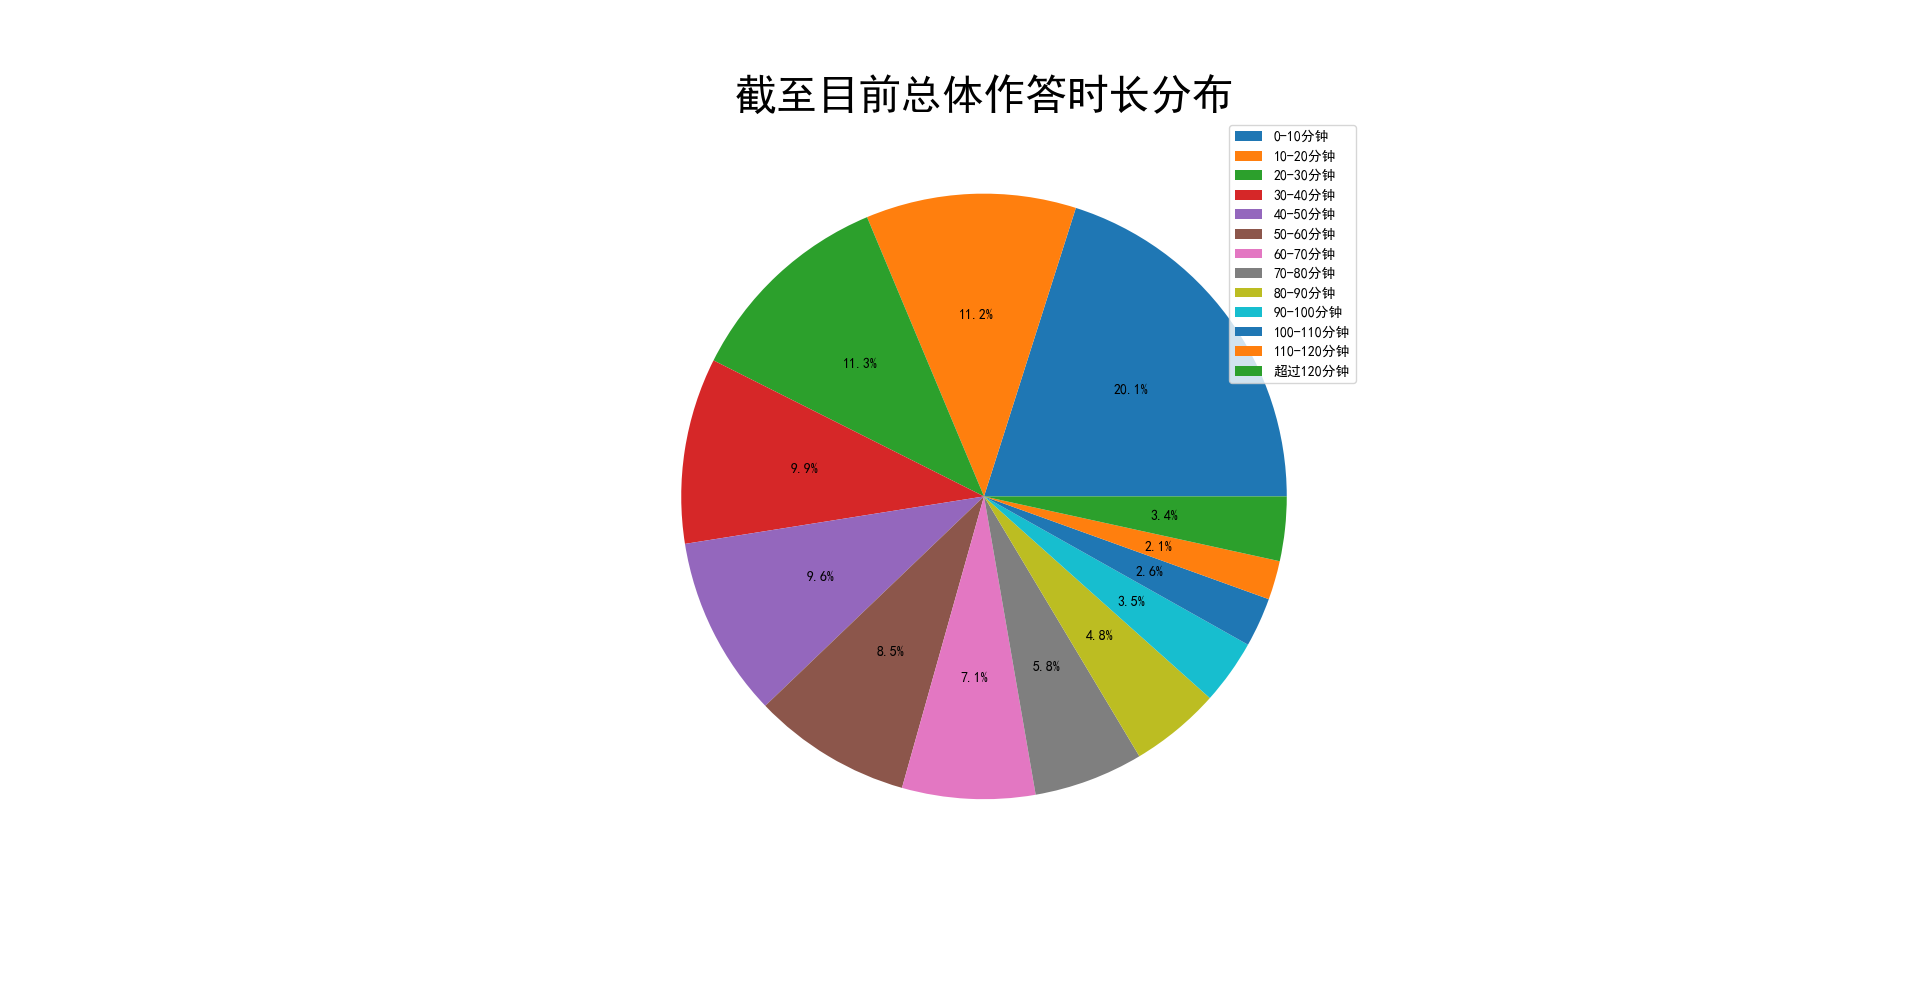 截至目前总体作答时长分布
0-10分钟
10-20分钟
20-30分钟
30-40分钟
40-50分钟
50-60分钟
60-70分钟
70-80分钟
80-90分钟
90-100分钟
100-110分钟
110-120分钟
超过120分钟
11.2%
11.3%
20.1%
9.9%
3.4%
2.1%
2.6%
9.6%
3.5%
4.8%
8.5%
5.8%
7.1%